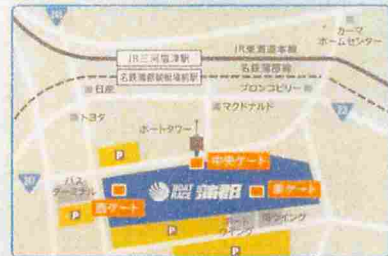 カーマ
ホームセンター
JR三河塩津駅
JR東海道本線
名鉄蒲郡競艇場前駅
名鉄蒲郡線
日産
ブロンコビリー
マクドナルド
トヨタ
ボートタワー
23
P
中央ゲート
バス
ターミナル
BOAT
RACE 蒲郡
東ゲート
西ゲート
P
P
P